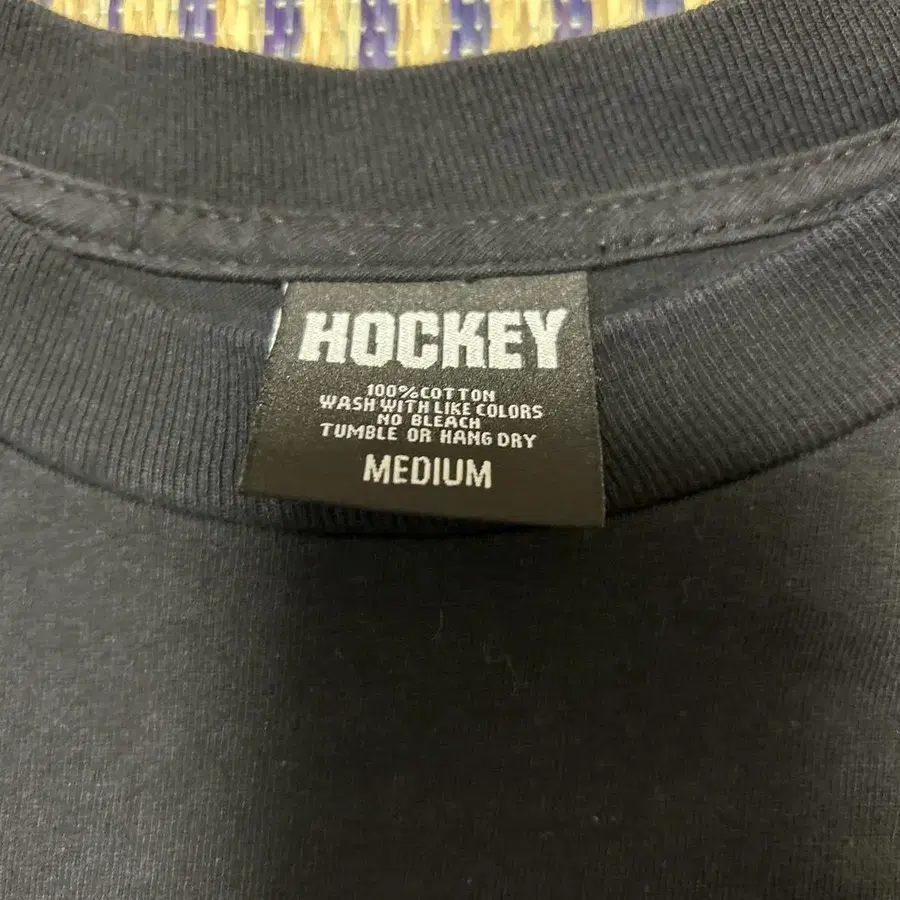 HOCKEY
100%COTTON
WASH WITH LIKE COLORS
NO BLEACH
TUMBLE OR HANG DRY
MEDIUM